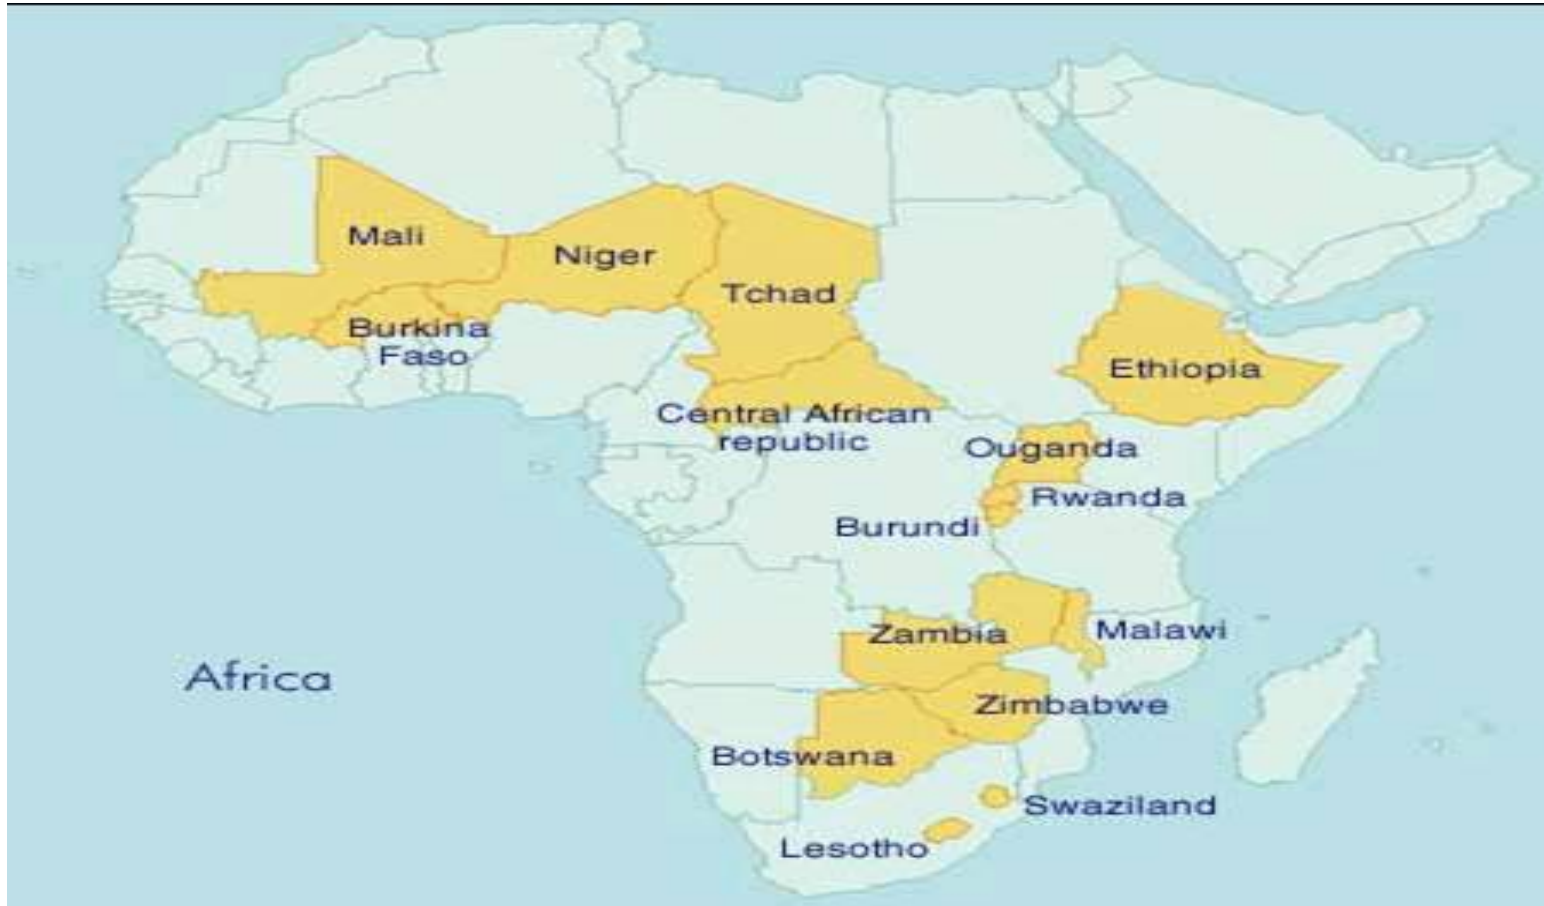 Mali
Niger
Tchad
Burkina
Faso
Ethiopia
Central African
republic
Ouganda
Rwanda
Burundi
Zambia
Malawi
Africa
Zimbabwe
Botswana
Swaziland
Lesotho